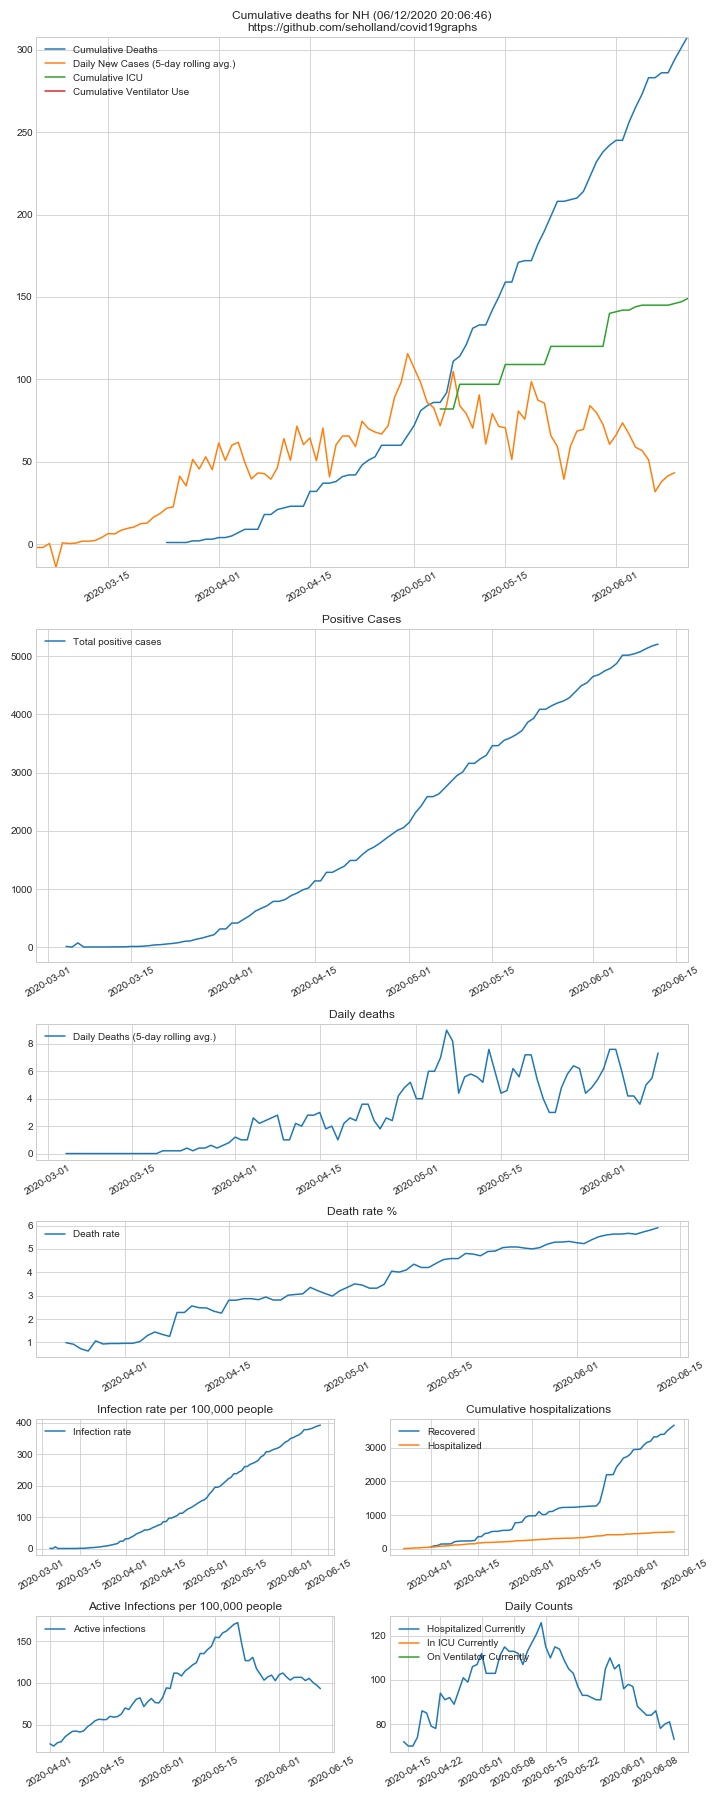 Cumulative deaths for NH (06/12/2020 20:06:46)
https://github.com/seholland/covid19graphs
Cumulative Deaths
Daily New Cases (5-day rolling avg.)
Cumulative ICU
Cumulative Ventilator Use
300
250
200
150
100
50
0
2020-03-15 2020-04-01 2020-04-15 2020-05-01 2020-05-15 2020-06-01
Positive Cases
Total positive cases
5000
4000
3000
2000
1000
0
2020-03-01 2020-03-15 2020-04-01 2020-04-15 2020-05-01 2020-05-15 2020-06-01 2020-06-15
Daily deaths
Daily Deaths (5-day rolling avg.)
8
6
4
2
0
2020-03-01 2020-03-15 2020-04-01 2020-04-15 2020-05-01 2020-05-15 2020-06-01
Death rate %
Death rate
6
5
4
3
2
1
2020-04-01 2020-04-15 2020-05-01 2020-05-15 2020-06-01 2020-06-15
Infection rate per 100,000 people
Infection rate
400
300
200
100
0
2020-03-01 2020-03-15 2020-04-01 2020-04-15 2020-05-01 2020-05-15 2020-06-01 2020-06-15
Cumulative hospitalizations
Recovered
Hospitalized
3000
2000
1000
0
2020-04-01 2020-04-15 2020-05-01 2020-05-15 2020-06-01 2020-06-15
Active Infections per 100,000 people
Active infections
150
100
50
2020-04-01 2020-04-15 2020-05-01 2020-05-15 2020-06-01 2020-06-15
Daily Counts
Hospitalized Currently
In ICU Currently
On Ventilator Currently
120
100
80
2020-04-15 2020-04-22 2020-05-01 2020-05-08 2020-05-15 2020-05-22 2020-06-01 2020-06-08